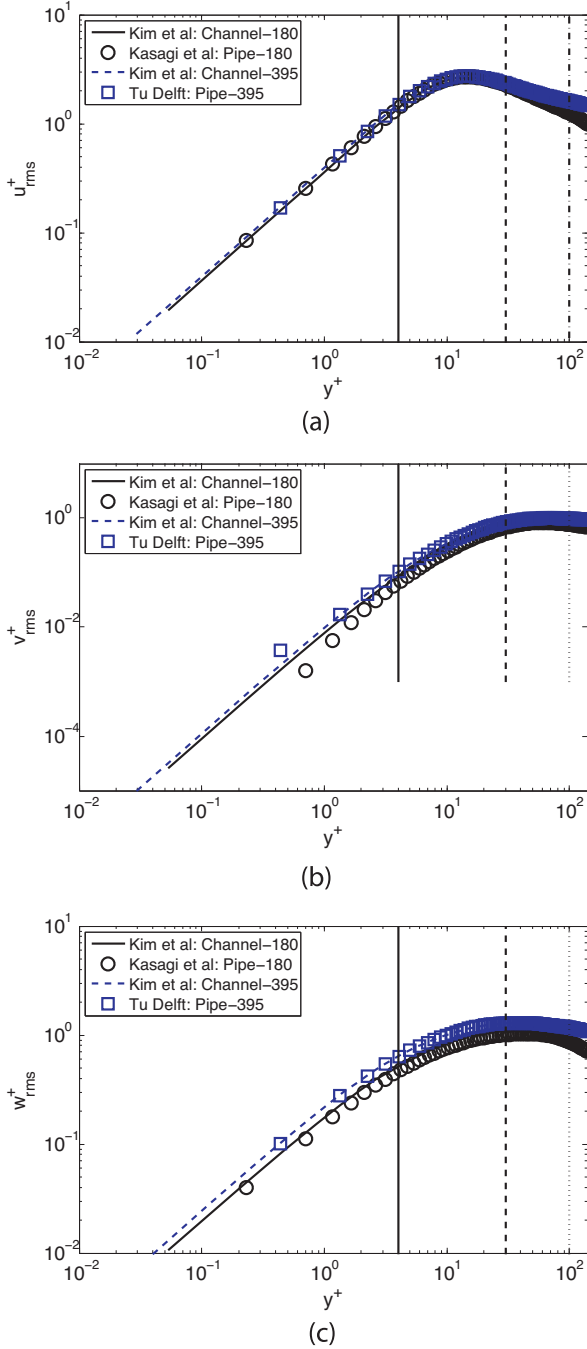 10^1
10^0
10^-1
10^-2
u^+_rms
Kim et al: Channel-180
Kasagi et al: Pipe-180
Kim et al: Channel-395
Tu Delft: Pipe-395
10^-2 10^-1 10^0 10^1 10^2
y^+
(a)
10^0
10^-2
10^-4
v^+_rms
Kim et al: Channel-180
Kasagi et al: Pipe-180
Kim et al: Channel-395
Tu Delft: Pipe-395
10^-2 10^-1 10^0 10^1 10^2
y^+
(b)
10^1
10^0
10^-1
10^-2
w^+_rms
Kim et al: Channel-180
Kasagi et al: Pipe-180
Kim et al: Channel-395
Tu Delft: Pipe-395
10^-2 10^-1 10^0 10^1 10^2
y^+
(c)